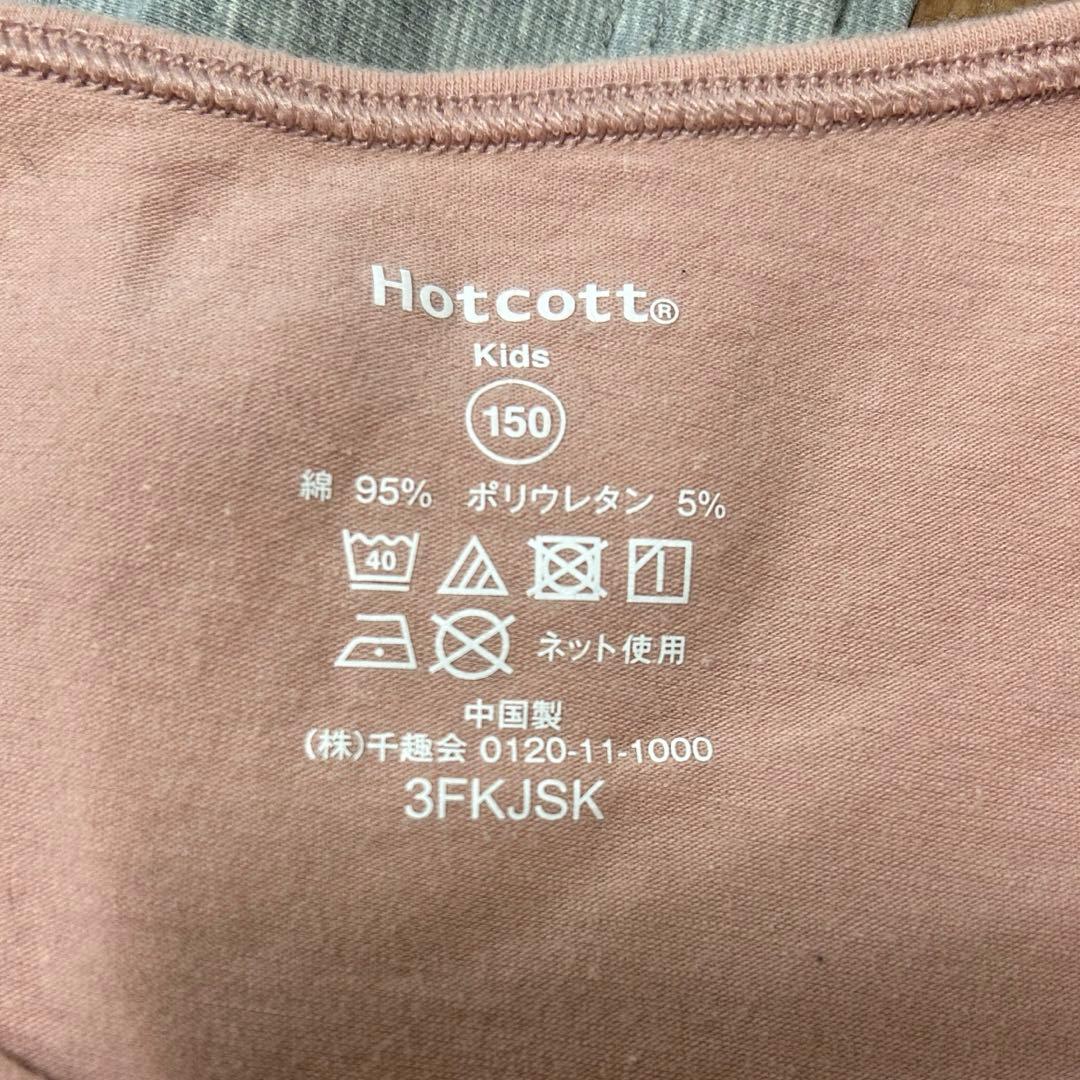 Hotcott®
Kids
150
綿 95% ポリウレタン 5%
40
ネット使用
中国製
(株)千趣会 0120-11-1000
3FKJSK